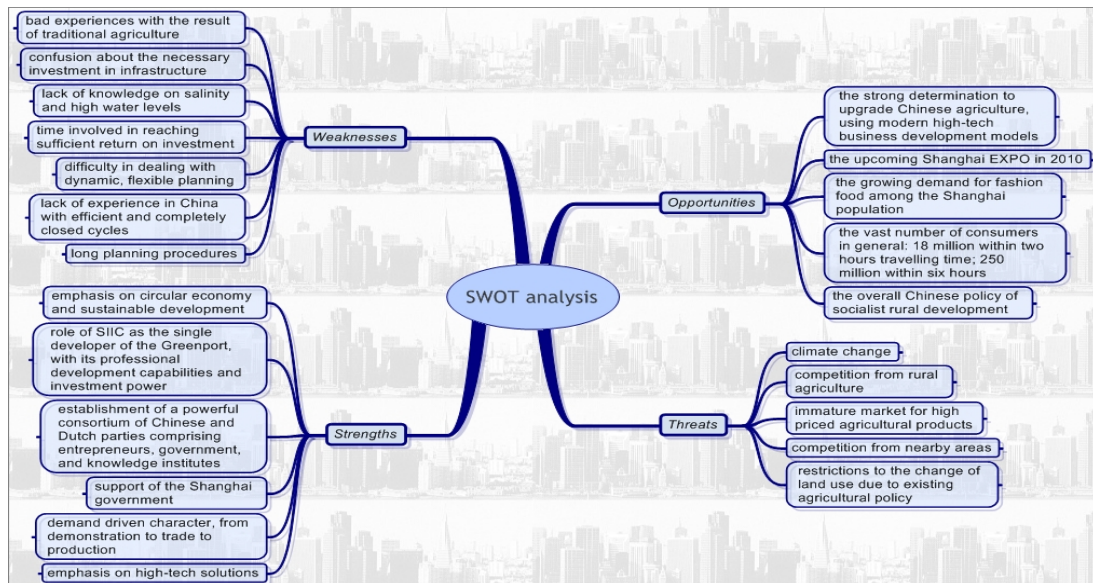 SWOT analysis
Weaknesses
bad experiences with the result
of traditional agriculture
confusion about the necessary
investment in infrastructure
lack of knowledge on salinity
and high water levels
time involved in reaching
sufficient return on investment
difficulty in dealing with
dynamic, flexible planning
lack of experience in China
with efficient and completely
closed cycles
long planning procedures
Strengths
emphasis on circular economy
and sustainable development
role of SIIC as the single
developer of the Greenport,
with its professional
development capabilities and
investment power
establishment of a powerful
consortium of Chinese and
Dutch parties comprising
entrepreneurs, government,
and knowledge institutes
support of the Shanghai
government
demand driven character, from
demonstration to trade to
production
emphasis on high-tech solutions
Opportunities
the strong determination to
upgrade Chinese agriculture,
using modern high-tech
business development models
the upcoming Shanghai EXPO in 2010
the growing demand for fashion
food among the Shanghai
population
the vast number of consumers
in general: 18 million within two
hours travelling time; 250
million within six hours
the overall Chinese policy of
socialist rural development
Threats
climate change
competition from rural
agriculture
immature market for high
priced agricultural products
competition from nearby areas
restrictions to the change of
land use due to existing
agricultural policy